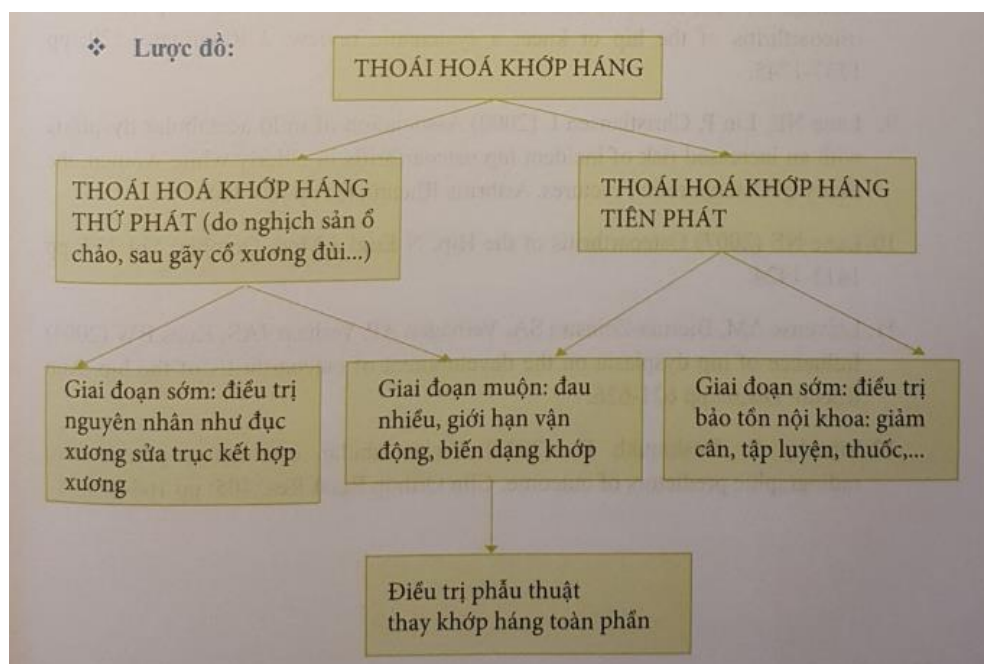 ❖ Lược đồ:
THOÁI HOÁ KHỚP HÁNG
THOÁI HOÁ KHỚP HÁNG
THỨ PHÁT (do nghịch sản ổ
chảo, sau gãy cổ xương đùi...)
THOÁI HOÁ KHỚP HÁNG
TIÊN PHÁT
Giai đoạn sớm: điều trị
nguyên nhân như đục
xương sửa trục kết hợp
xương
Giai đoạn muộn: đau
nhiều, giới hạn vận
động, biến dạng khớp
Giai đoạn sớm: điều trị
bảo tồn nội khoa: giảm
cân, tập luyện, thuốc,...
Điều trị phẫu thuật
thay khớp háng toàn phần